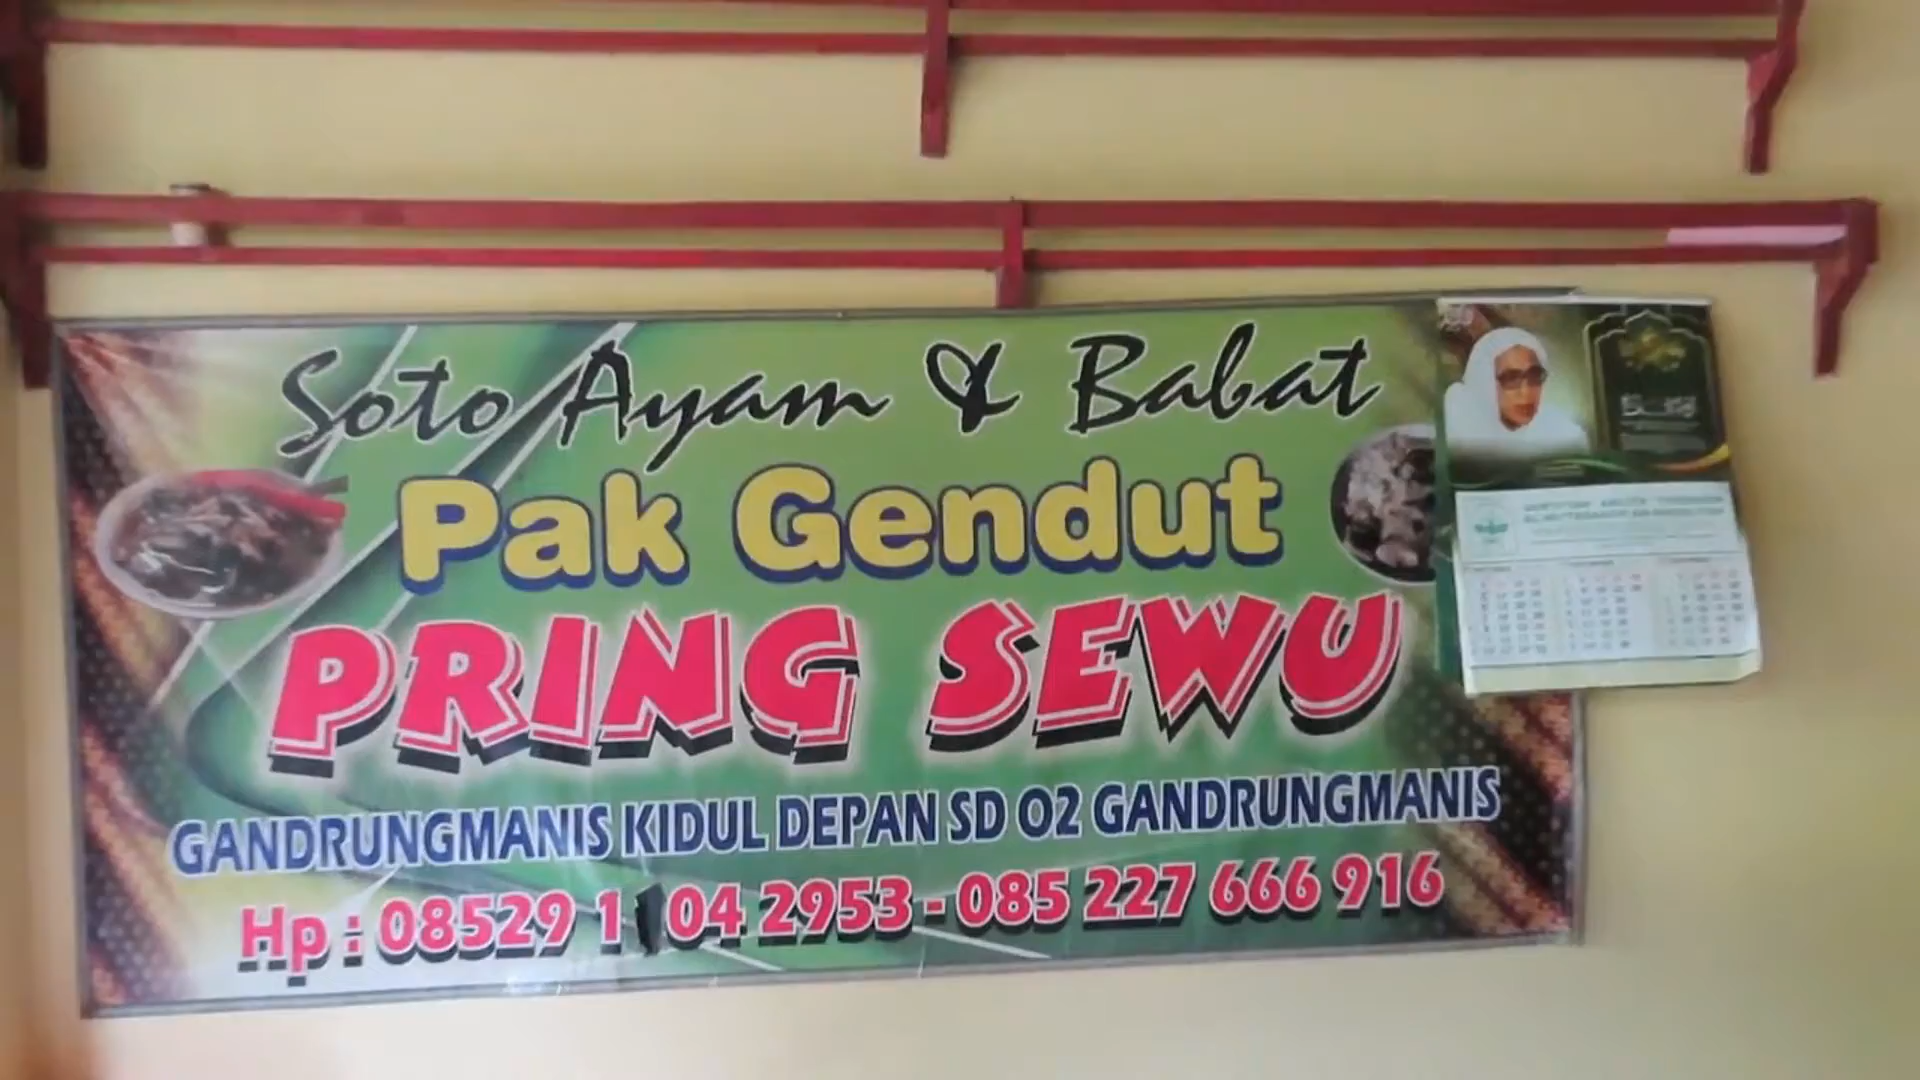 Soto Ayam & Babat
Pak Gendut
PRING SEWU
GANDRUNGMANIS KIDUL DEPAN SD 02 GANDRUNGMANIS
Hp : 08529 1 04 2953 - 085 227 666 916